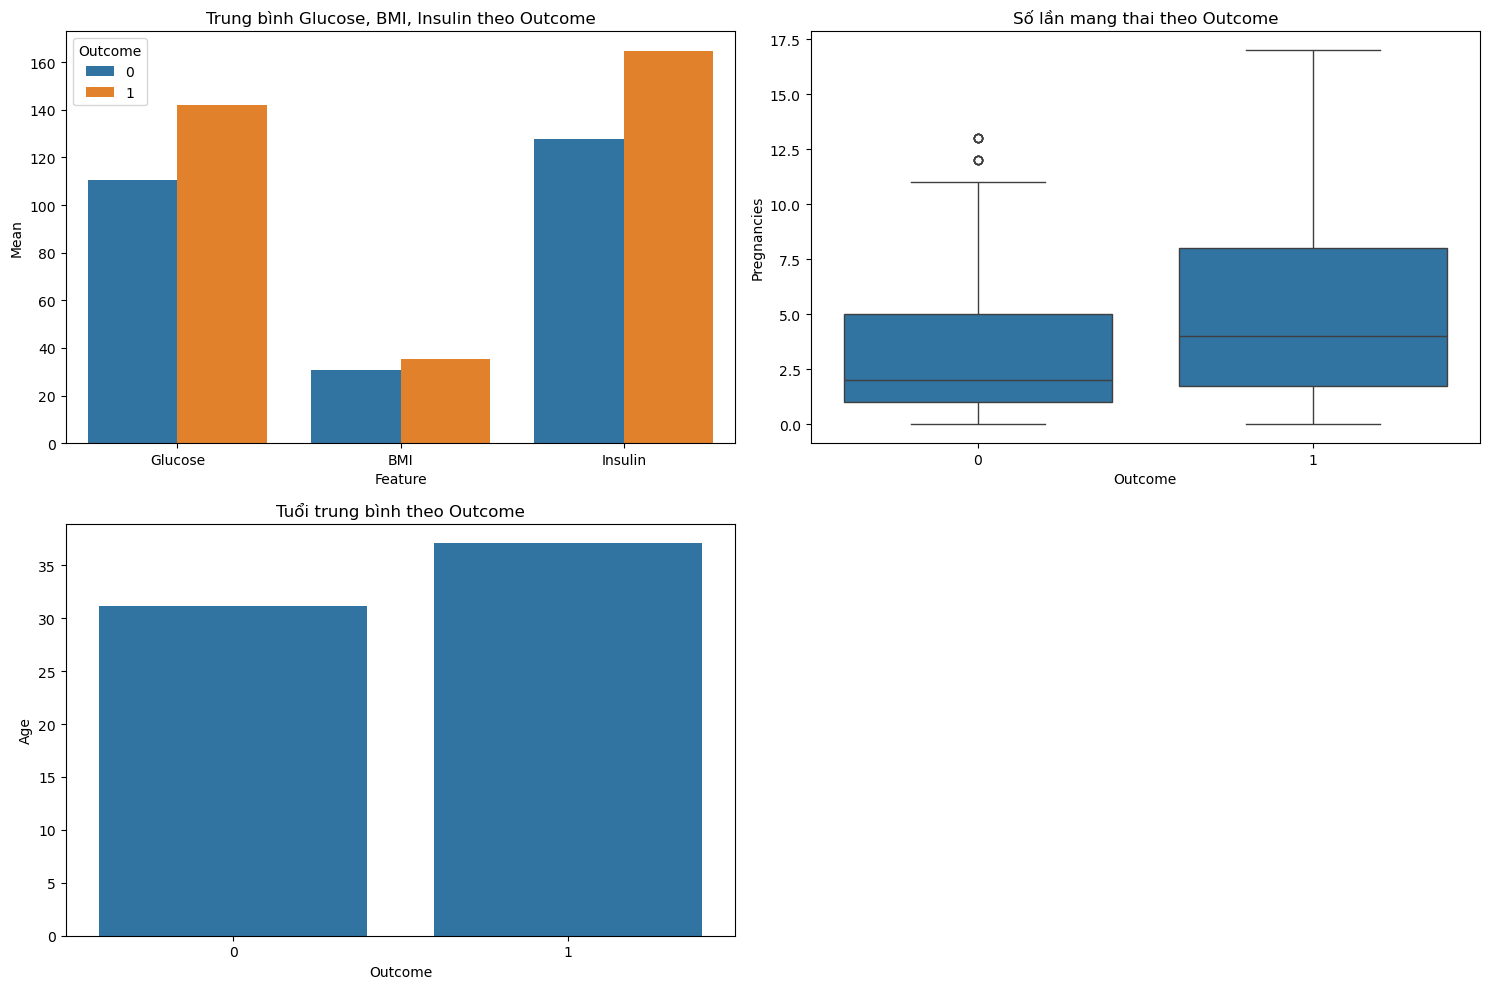 Trung bình Glucose, BMI, Insulin theo Outcome
Outcome
0
1
160
140
120
100
80
60
40
20
0
Mean
Glucose BMI Insulin
Feature
Số lần mang thai theo Outcome
17.5
15.0
12.5
10.0
7.5
5.0
2.5
0.0
Pregnancies
0 1
Outcome
Tuổi trung bình theo Outcome
35
30
25
20
15
10
5
0
Age
0 1
Outcome